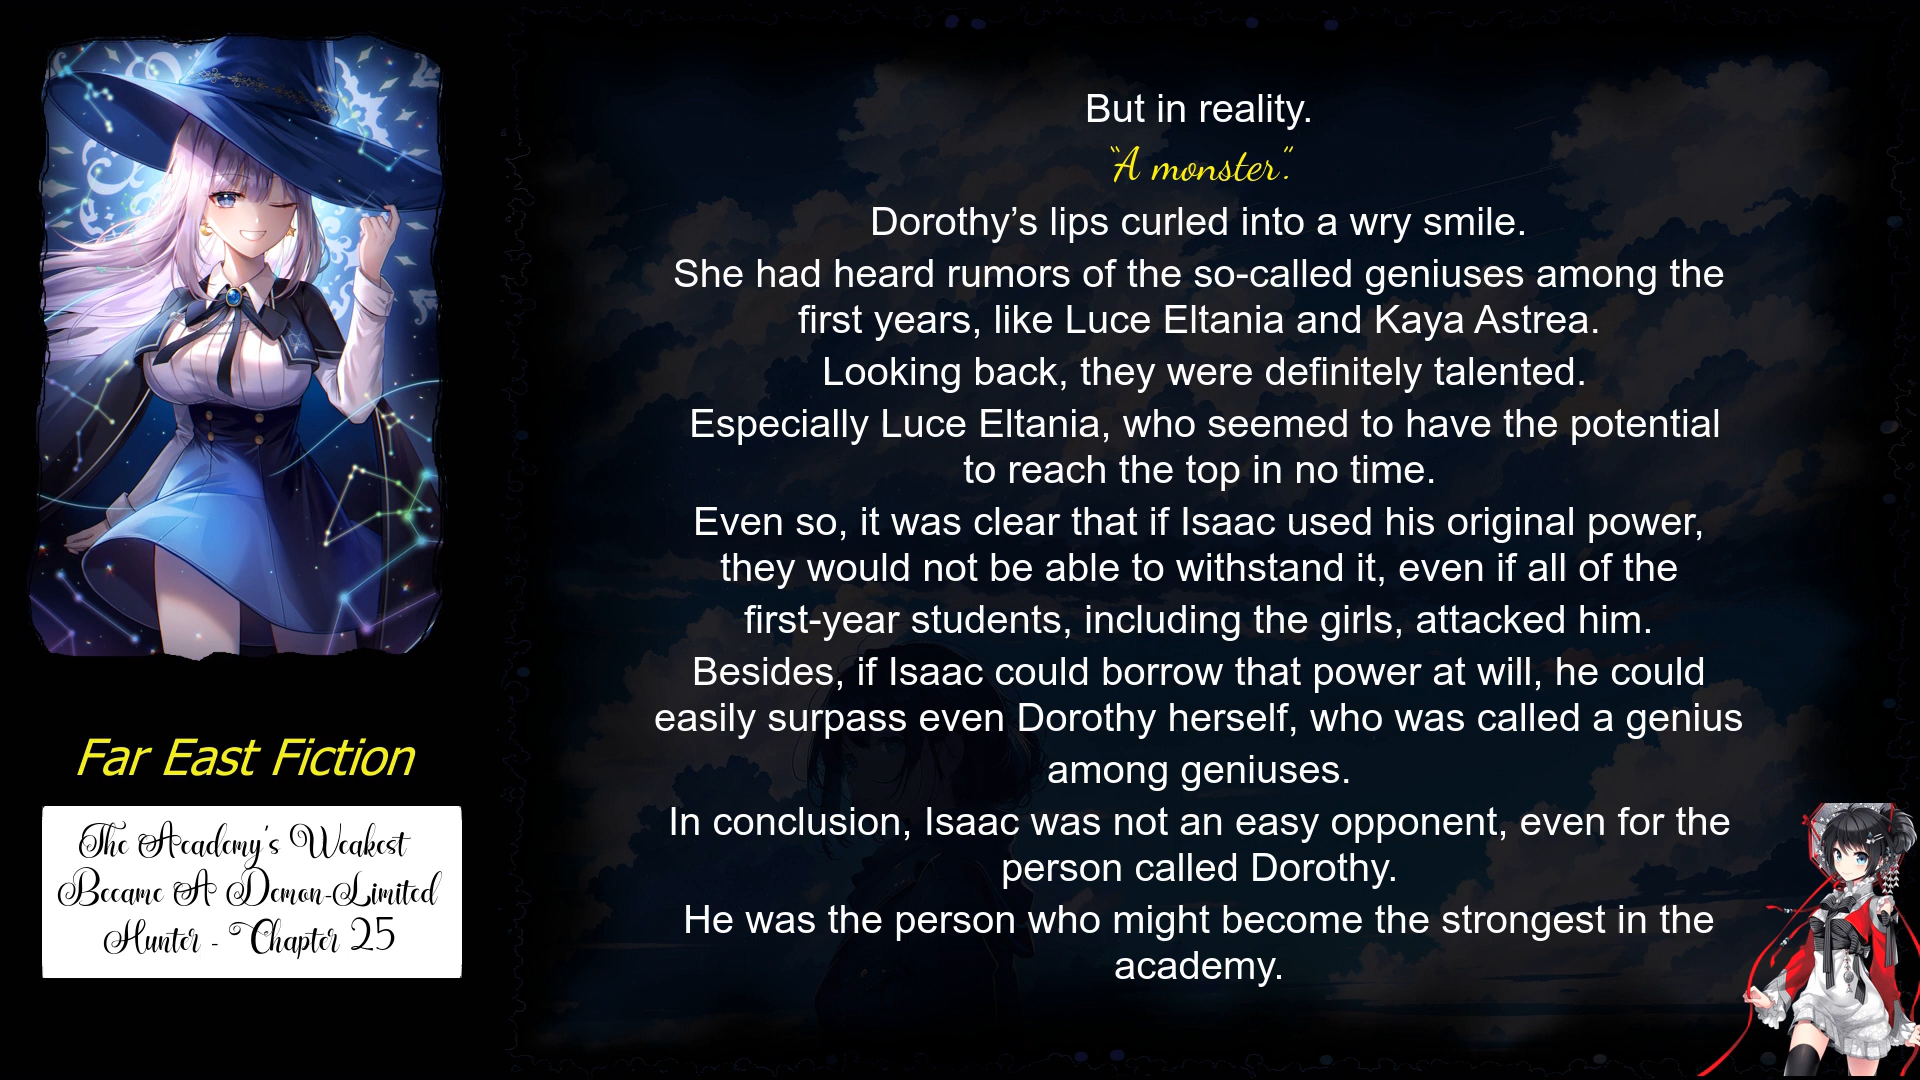 But in reality.
“A monster”.
Dorothy’s lips curled into a wry smile.
She had heard rumors of the so-called geniuses among the
first years, like Luce Eltania and Kaya Astrea.
Looking back, they were definitely talented.
Especially Luce Eltania, who seemed to have the potential
to reach the top in no time.
Even so, it was clear that if Isaac used his original power,
they would not be able to withstand it, even if all of the
first-year students, including the girls, attacked him.
Besides, if Isaac could borrow that power at will, he could
easily surpass even Dorothy herself, who was called a genius
among geniuses.
In conclusion, Isaac was not an easy opponent, even for the
person called Dorothy.
He was the person who might become the strongest in the
academy.
Far East Fiction
The Academy's Weakest
Became A Demon-Limited
Hunter - Chapter 25